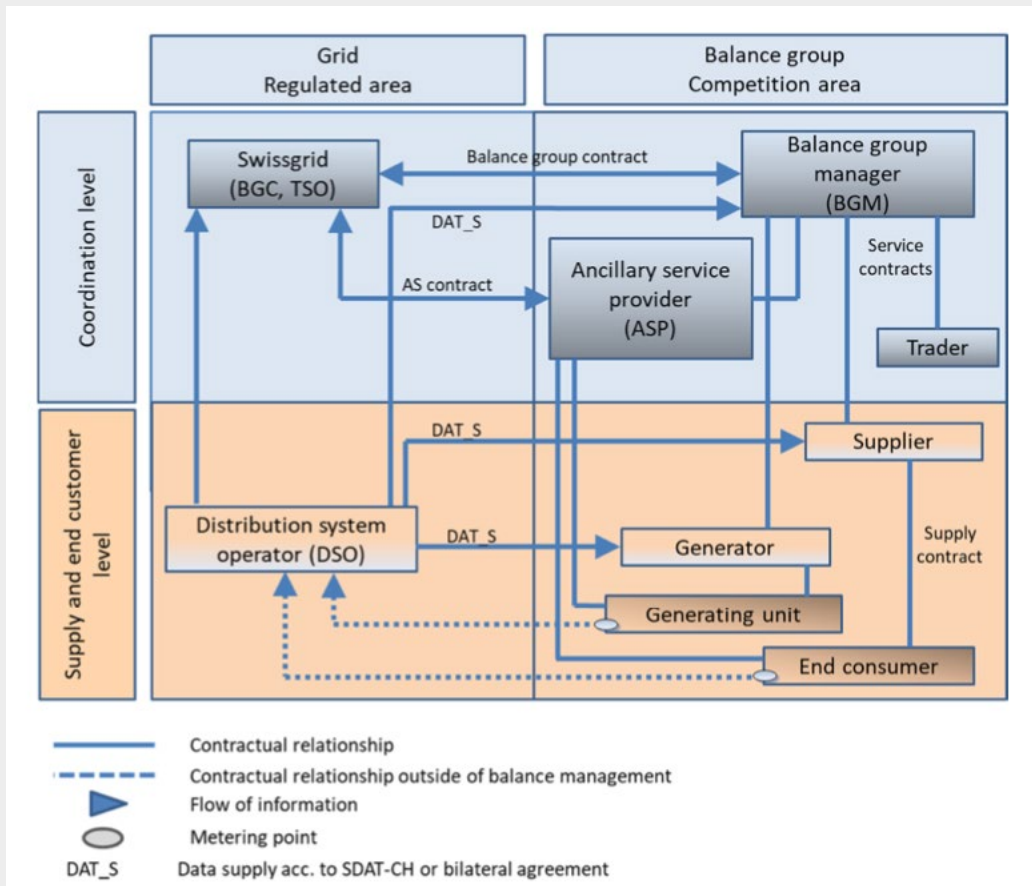 Grid
Regulated area
Balance group
Competition area
Coordination level
Swissgrid
(BGC, TSO)
Balance group contract
Balance group
manager
(BGM)
DAT_S
Service
contracts
AS contract
Ancillary service
provider
(ASP)
Trader
Supply and end customer
level
DAT_S
Supplier
Distribution system
operator (DSO)
DAT_S
Generator
Supply
contract
Generating unit
End consumer
Contractual relationship
Contractual relationship outside of balance management
Flow of information
Metering point
DAT_S Data supply acc. to SDAT-CH or bilateral agreement